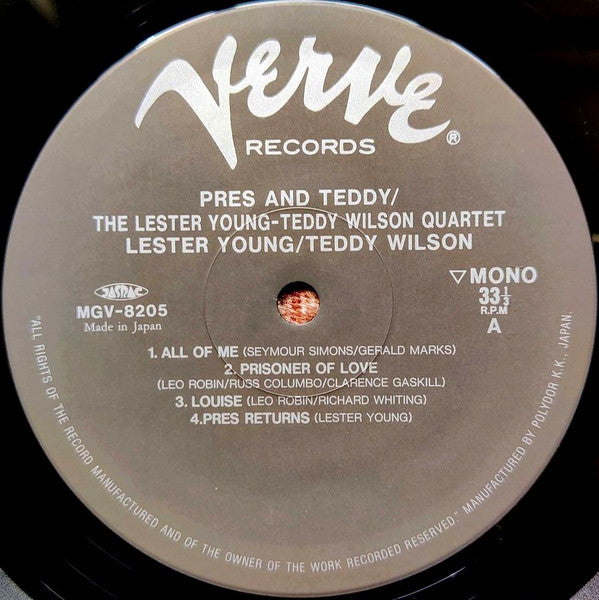 Verve®
RECORDS
PRES AND TEDDY/
THE LESTER YOUNG-TEDDY WILSON QUARTET
LESTER YOUNG/TEDDY WILSON
JASRAC
MGV-8205
Made in Japan
▽MONO
33 1/3
R.P.M
A
1. ALL OF ME (SEYMOUR SIMONS/GERALD MARKS)
2. PRISONER OF LOVE
(LEO ROBIN/RUSS COLUMBO/CLARENCE GASKILL)
3. LOUISE (LEO ROBIN/RICHARD WHITING)
4.PRES RETURNS (LESTER YOUNG)
"ALL RIGHTS OF THE RECORD MANUFACTURED AND OF THE OWNER OF THE WORK RECORDED RESERVED." MANUFACTURED BY POLYDOR K.K., JAPAN.